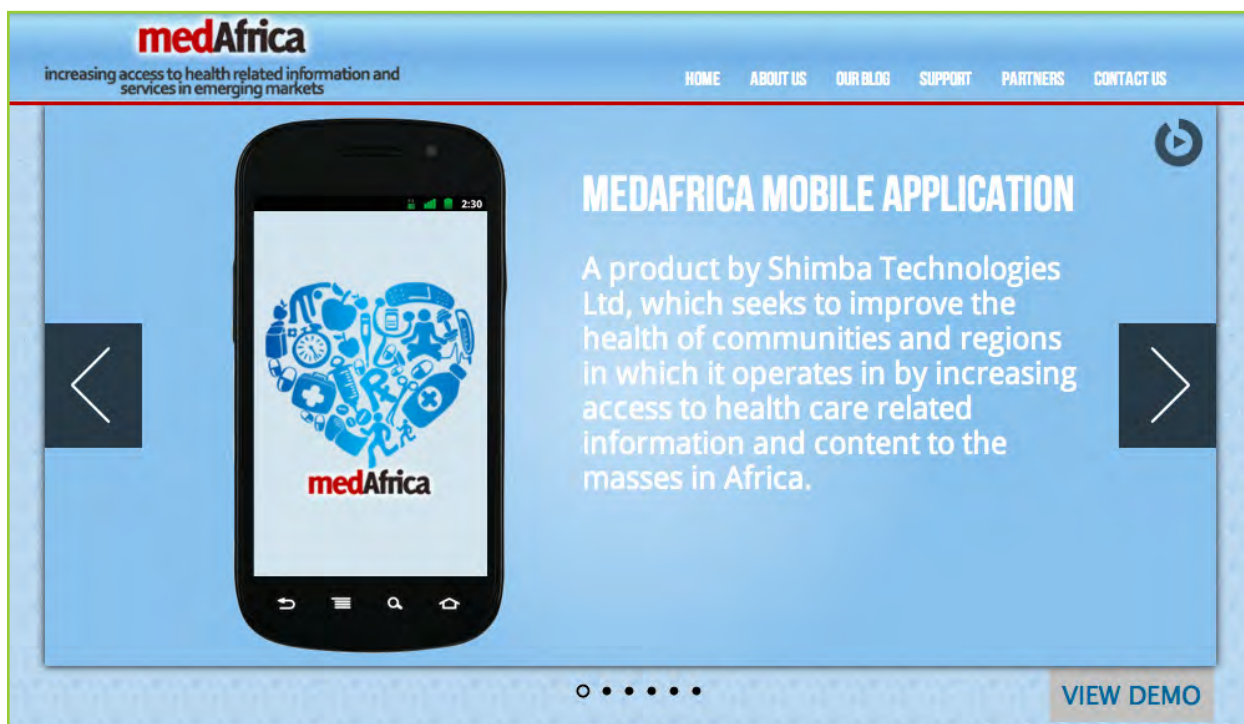 medAfrica
increasing access to health related information and
services in emerging markets
HOME ABOUT US OUR BLOG SUPPORT PARTNERS CONTACT US
2:30
medAfrica
MEDAFRICA MOBILE APPLICATION
A product by Shimba Technologies
Ltd, which seeks to improve the
health of communities and regions
in which it operates in by increasing
access to health care related
information and content to the
masses in Africa.
VIEW DEMO